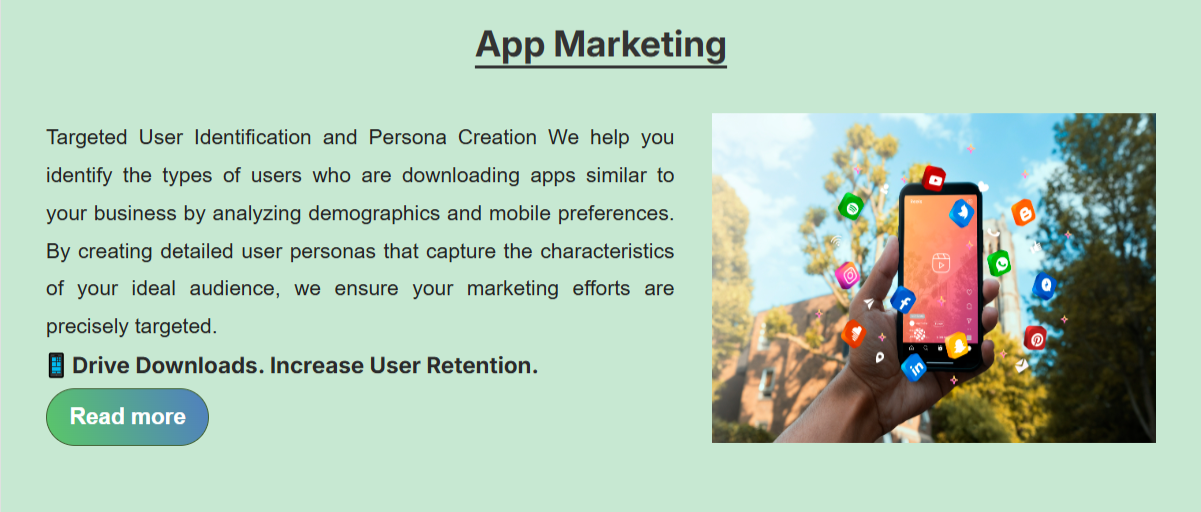 App Marketing
Targeted User Identification and Persona Creation We help you
identify the types of users who are downloading apps similar to
your business by analyzing demographics and mobile preferences.
By creating detailed user personas that capture the characteristics
of your ideal audience, we ensure your marketing efforts are
precisely targeted.
📱 Drive Downloads. Increase User Retention.
Read more